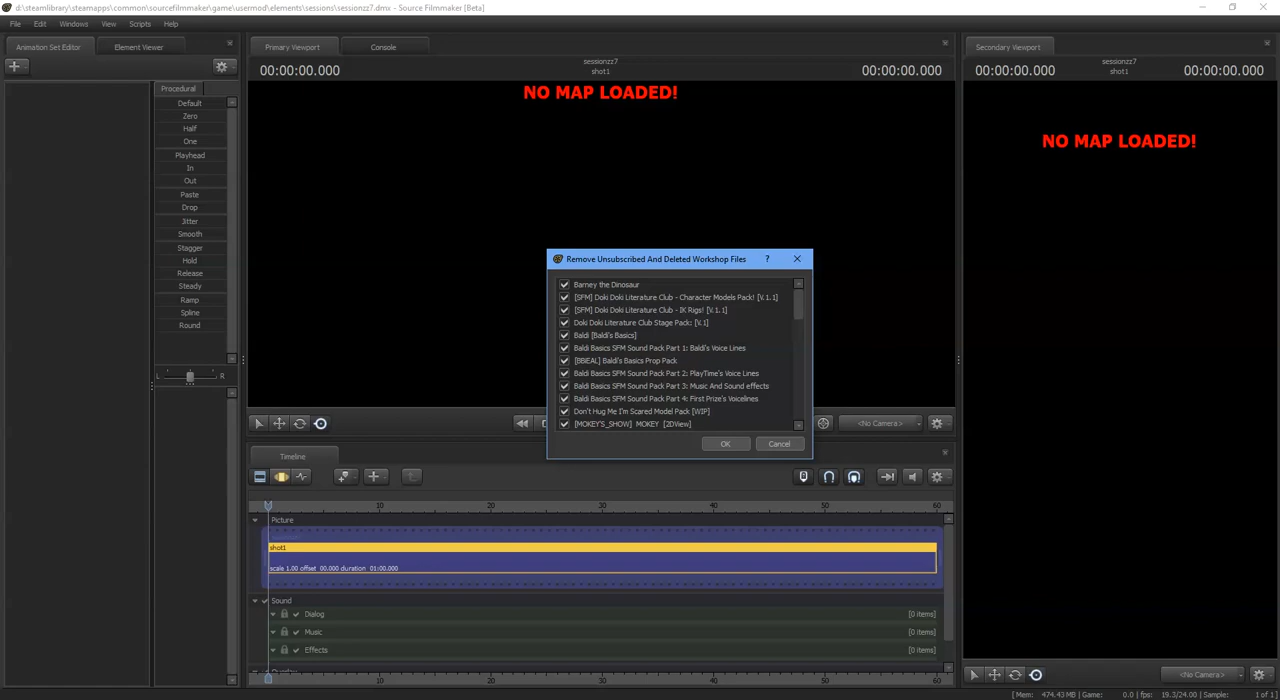 d:\steamlibrary\steamapps\common\sourcefilmmaker\game\usermod\elements\sessions\sessionzz7.dmx - Source Filmmaker [Beta]
File Edit Windows View Scripts Help
Animation Set Editor Element Viewer
Primary Viewport Console
Secondary Viewport
00:00:00.000 sessionzz7 00:00:00.000
shot1
00:00:00.000 sessionzz7 00:00:00.000
shot1
NO MAP LOADED!
NO MAP LOADED!
Procedural
Default
Zero
Half
One
Playhead
In
Out
Paste
Drop
Jitter
Smooth
Stagger
Hold
Release
Steady
Ramp
Spline
Round
L R
Remove Unsubscribed And Deleted Workshop Files ?
Barney the Dinosaur
[SFM] Doki Doki Literature Club - Character Models Pack! [V.1.1]
[SFM] Doki Doki Literature Club - IK Rigs! [V.1.1]
Doki Doki Literature Club Stage Pack: [V.1]
Baldi [Baldi's Basics]
Baldi Basics SFM Sound Pack Part 1: Baldi's Voice Lines
[BBIEAL] Baldi's Basics Prop Pack
Baldi Basics SFM Sound Pack Part 2: PlayTime's Voice Lines
Baldi Basics SFM Sound Pack Part 3: Music And Sound effects
Baldi Basics SFM Sound Pack Part 4: First Prize's Voicelines
Don't Hug Me I'm Scared Model Pack [WIP]
[MOKEY'S_SHOW] MOKEY [2DView]
OK Cancel
<No Camera>
Timeline
10 20 30 40 50 60
Picture
shot1
scale 1.00 offset 00.000 duration 01:00.000
Sound
Dialog [0 items]
Music [0 items]
Effects [0 items]
Overlay
10 20 30 40 50 60
<No Camera>
[ Mem: 474.43 MB | Game: 0.0 | fps: 19.3/24.00 | Sample: 1 of 1 ]